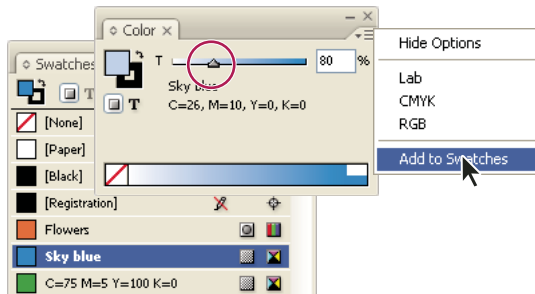 Color
T 80 %
Sky blue
C=26, M=10, Y=0, K=0
T
Hide Options
Lab
CMYK
RGB
Add to Swatches
Swatches
T
[None]
[Paper]
[Black]
[Registration]
Flowers
Sky blue
C=75 M=5 Y=100 K=0